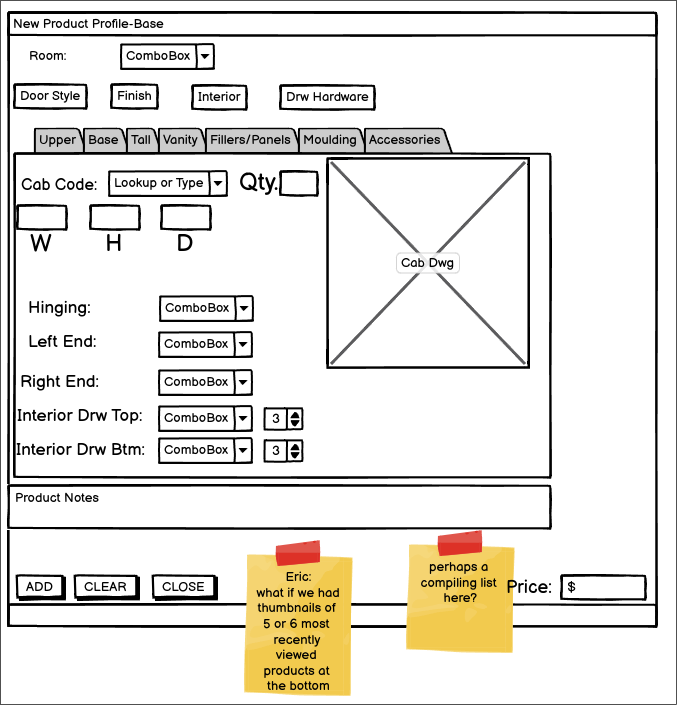 New Product Profile-Base
Room: ComboBox
Door Style Finish Interior Drw Hardware
Upper Base Tall Vanity Fillers/Panels Moulding Accessories
Cab Code: Lookup or Type Qty.
W H D
Cab Dwg
Hinging: ComboBox
Left End: ComboBox
Right End: ComboBox
Interior Drw Top: ComboBox 3
Interior Drw Btm: ComboBox 3
Product Notes
ADD CLEAR CLOSE
Eric:
what if we had
thumbnails of
5 or 6 most
recently
viewed
products at
the bottom
perhaps a
compiling list
here?
Price: $